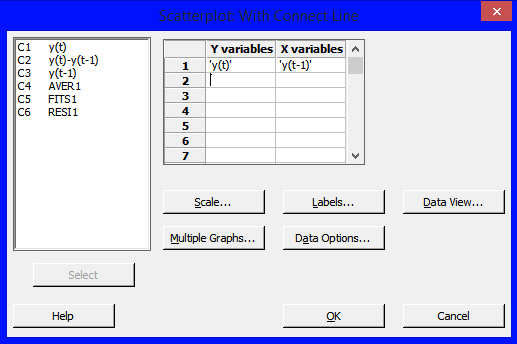 Scatterplot: With Connect Line
C1 y(t)
C2 y(t)-y(t-1)
C3 y(t-1)
C4 AVER1
C5 FITS1
C6 RESI1
Y variables X variables
1 'y(t)' 'y(t-1)'
2
3
4
5
6
7
Scale... Labels... Data View...
Multiple Graphs... Data Options...
Select
Help OK Cancel